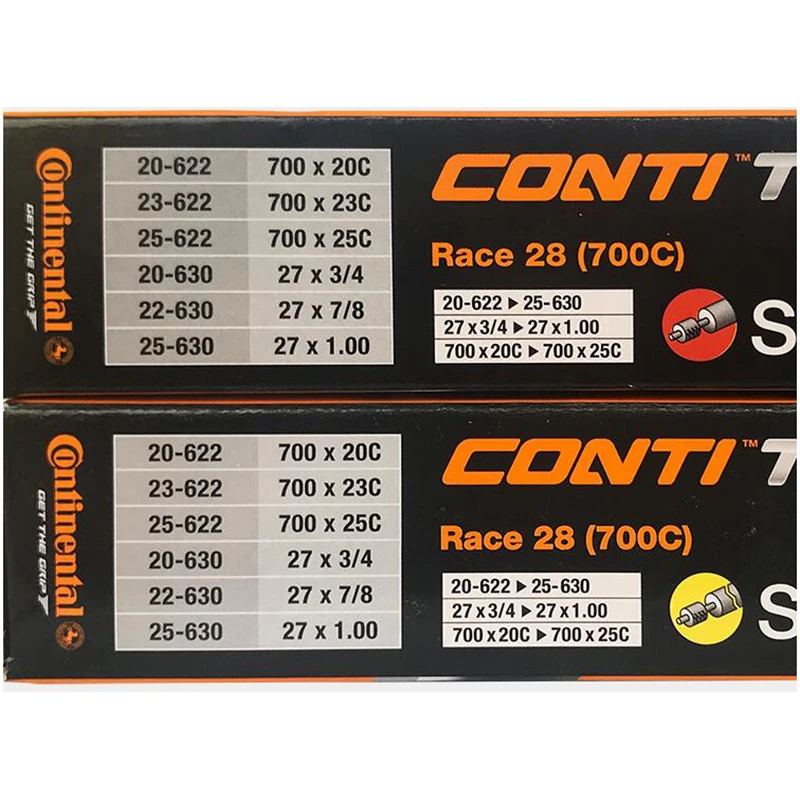 Continental
GET THE GRIP
20-622 700 x 20C
23-622 700 x 23C
25-622 700 x 25C
20-630 27 x 3/4
22-630 27 x 7/8
25-630 27 x 1.00
CONTI™ T
Race 28 (700C)
20-622 ▶ 25-630
27 x 3/4 ▶ 27 x 1.00
700 x 20C ▶ 700 x 25C
S
Continental
GET THE GRIP
20-622 700 x 20C
23-622 700 x 23C
25-622 700 x 25C
20-630 27 x 3/4
22-630 27 x 7/8
25-630 27 x 1.00
CONTI™ T
Race 28 (700C)
20-622 ▶ 25-630
27 x 3/4 ▶ 27 x 1.00
700 x 20C ▶ 700 x 25C
S